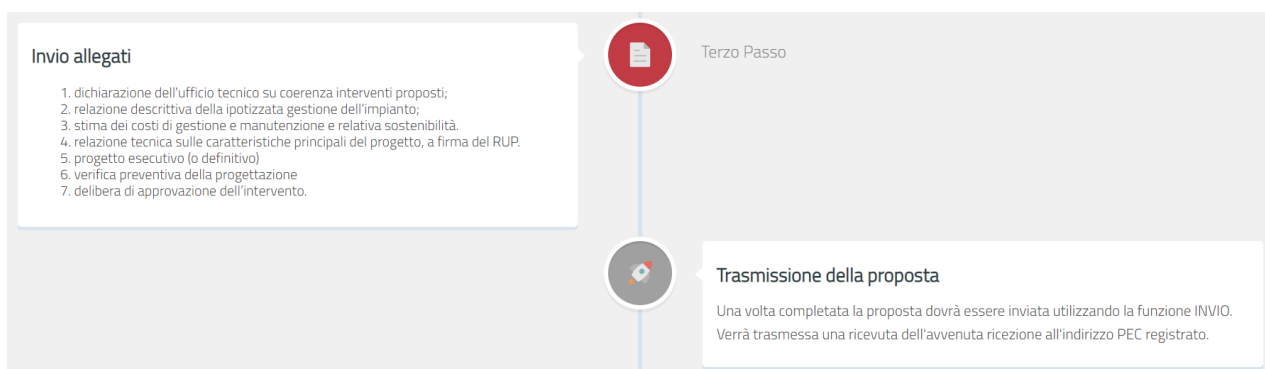 Invio allegati
Terzo Passo
1. dichiarazione dell'ufficio tecnico su coerenza interventi proposti;
2. relazione descrittiva della ipotizzata gestione dell'impianto;
3. stima dei costi di gestione e manutenzione e relativa sostenibilità.
4. relazione tecnica sulle caratteristiche principali del progetto, a firma del RUP.
5. progetto esecutivo (o definitivo)
6. verifica preventiva della progettazione
7. delibera di approvazione dell'intervento.
Trasmissione della proposta
Una volta completata la proposta dovrà essere inviata utilizzando la funzione INVIO.
Verrà trasmessa una ricevuta dell'avvenuta ricezione all'indirizzo PEC registrato.